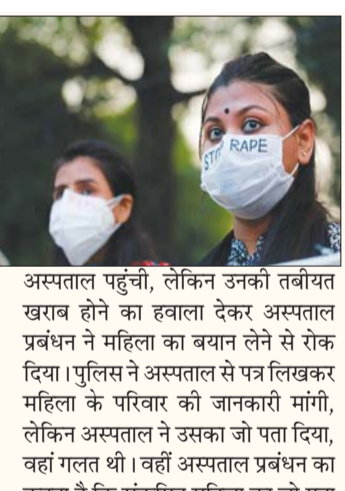 STOP RAPE
अस्पताल पहुंची, लेकिन उनकी तबीयत
खराब होने का हवाला देकर अस्पताल
प्रबंधन ने महिला का बयान लेने से रोक
दिया। पुलिस ने अस्पताल से पत्र लिखकर
महिला के परिवार की जानकारी मांगी,
लेकिन अस्पताल ने उसका जो पता दिया,
वहां गलत थी। वहीं अस्पताल प्रबंधन का